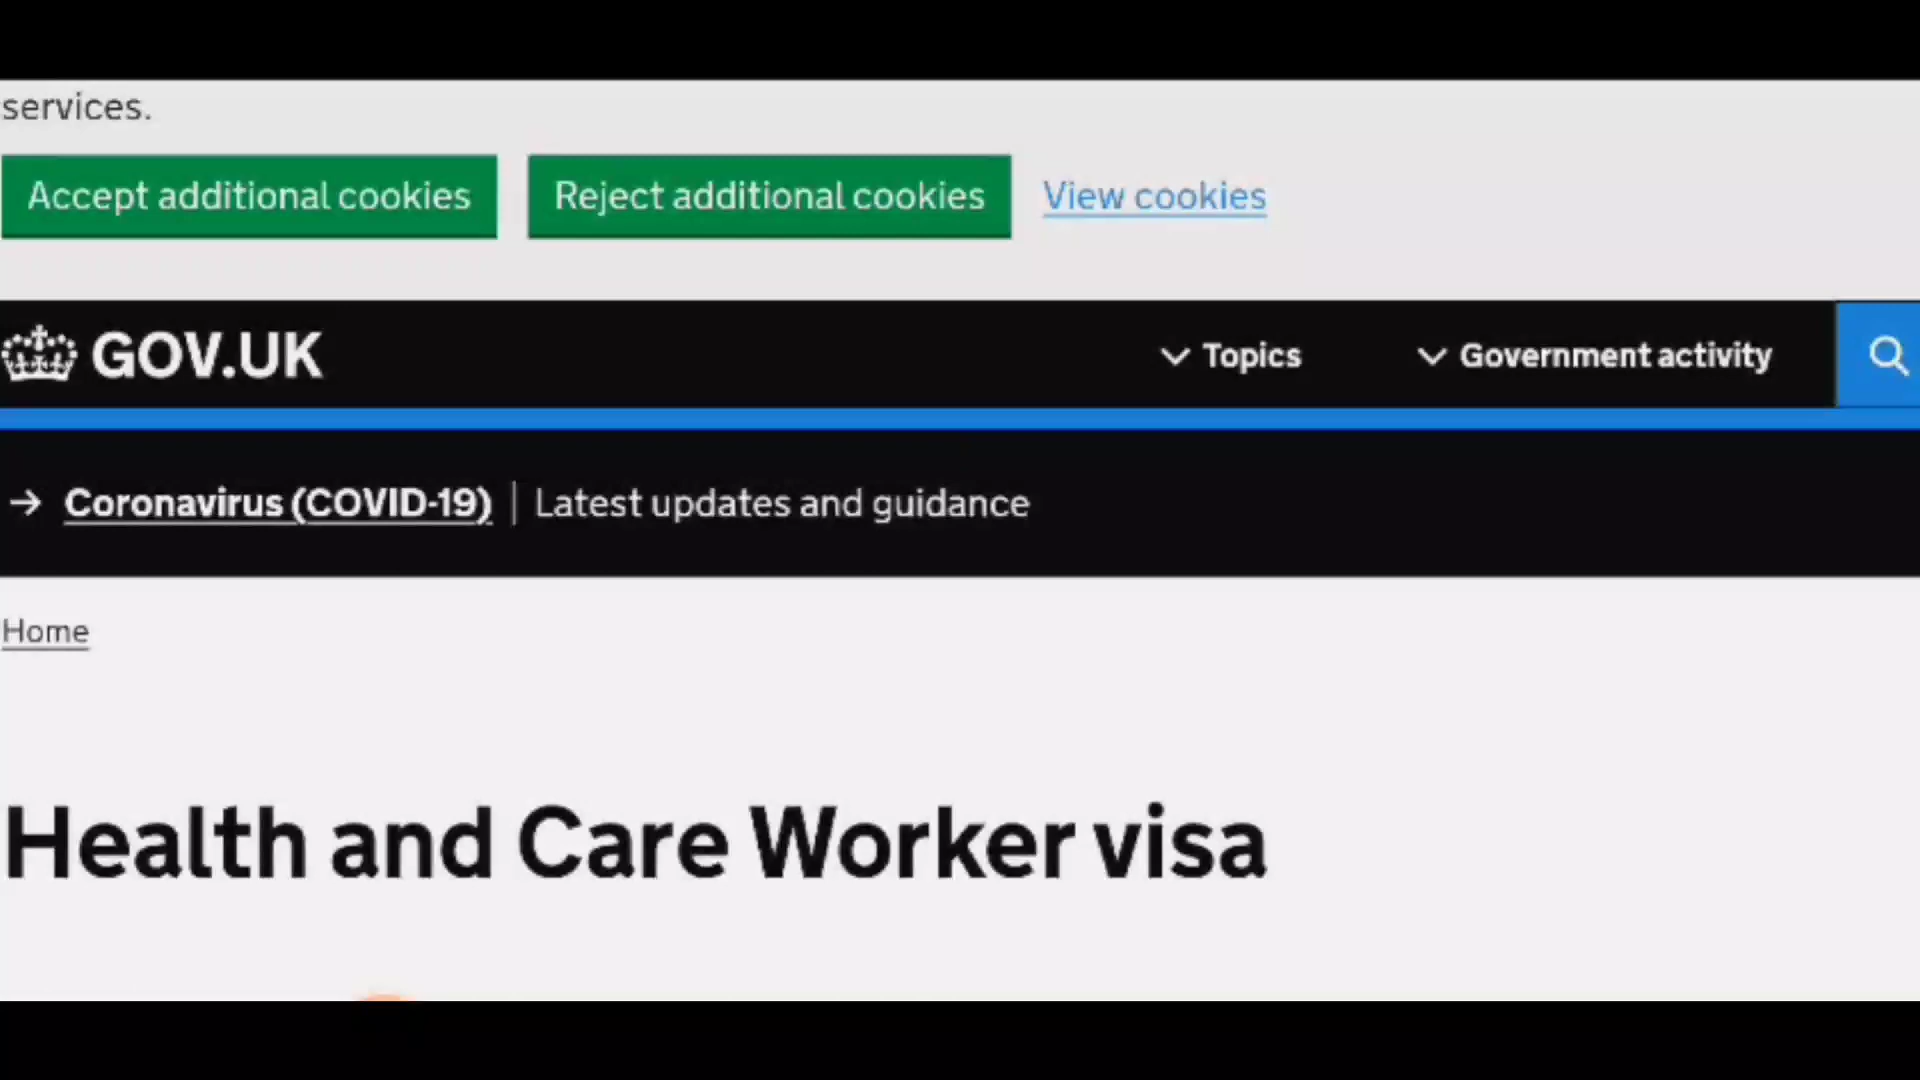 services.
Accept additional cookies Reject additional cookies View cookies
GOV.UK Topics Government activity
→ Coronavirus (COVID-19) | Latest updates and guidance
Home
Health and Care Worker visa